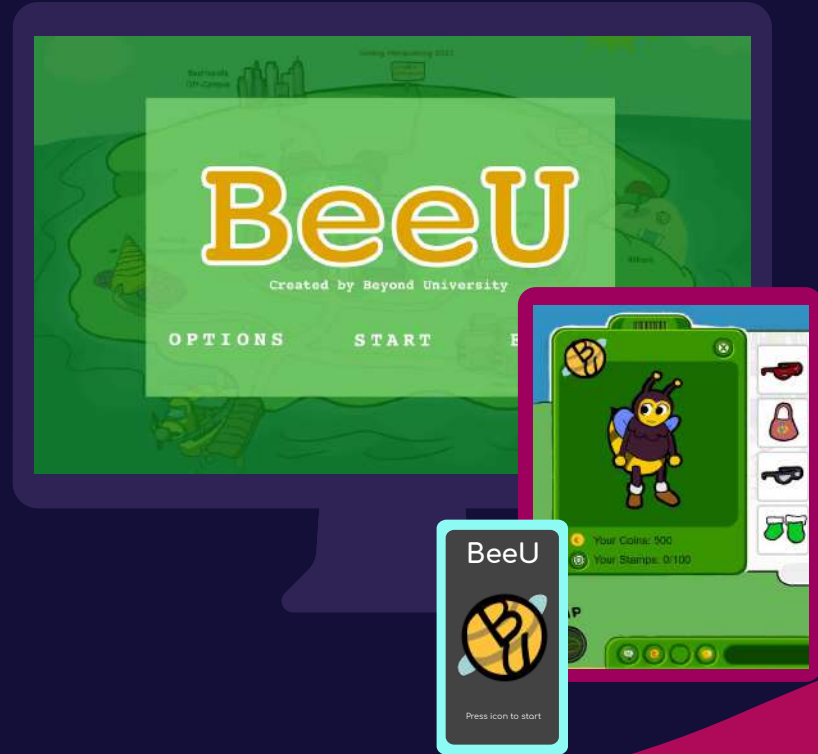 BeeU
Created by Beyond University
OPTIONS
START
Your Coins: 500
Your Stamps: 0/100
BeeU
BU
Press icon to start